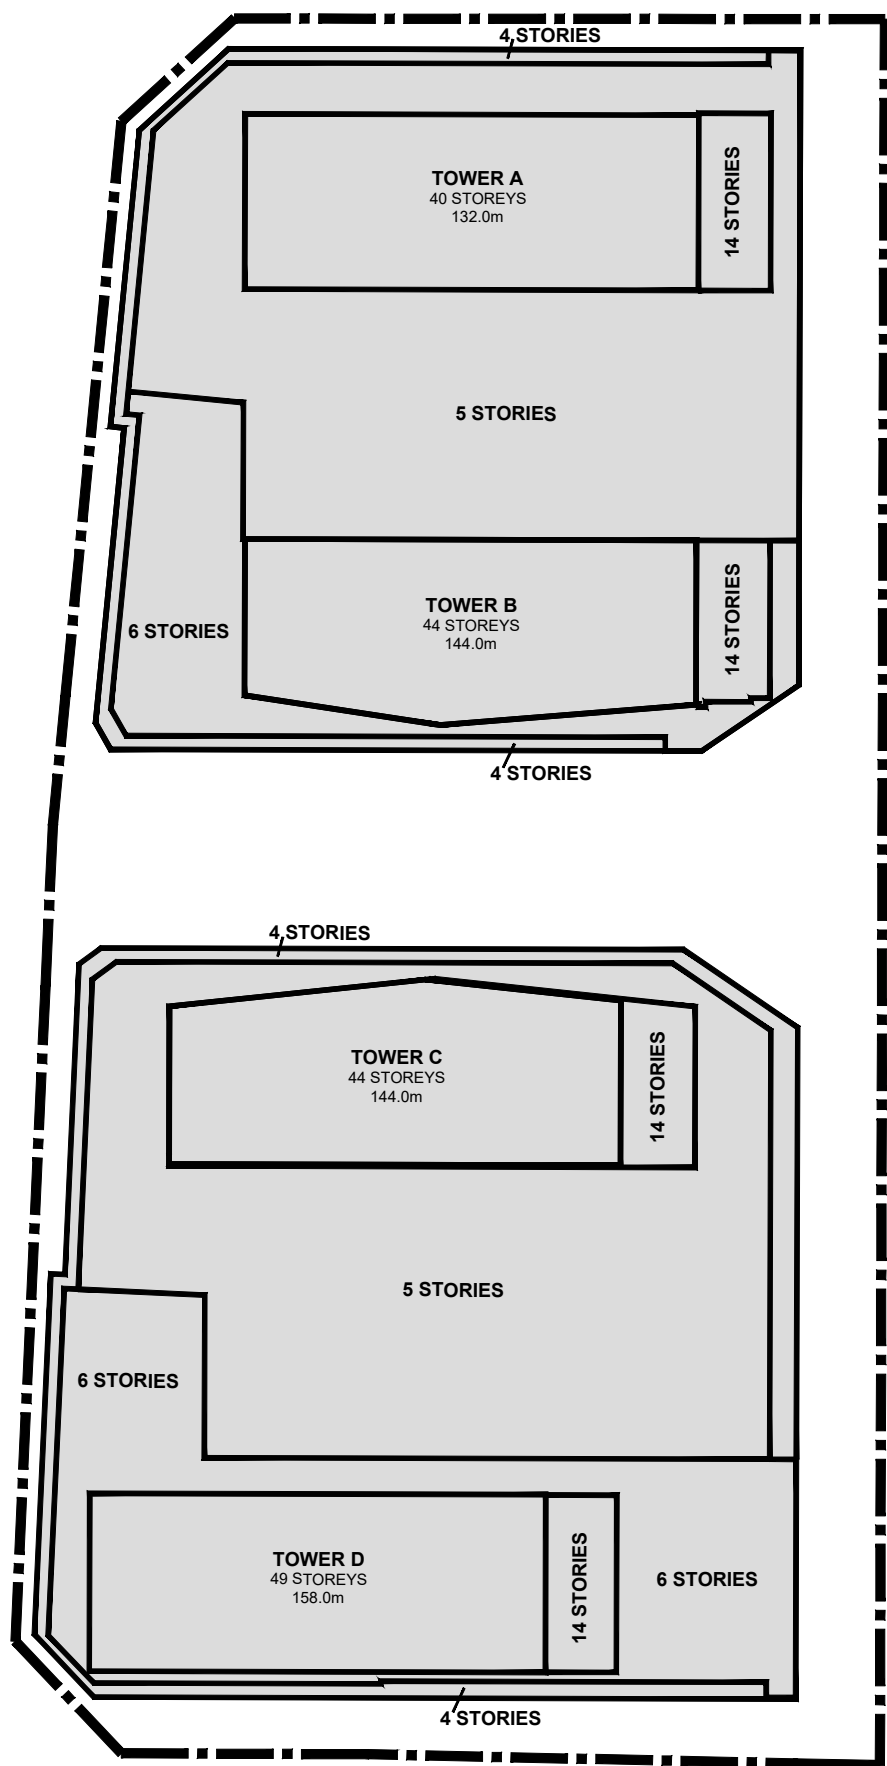 4 STORIES
TOWER A
40 STOREYS
132.0m
14 STORIES
5 STORIES
TOWER B
44 STOREYS
144.0m
14 STORIES
6 STORIES
4 STORIES
4 STORIES
TOWER C
44 STOREYS
144.0m
14 STORIES
5 STORIES
6 STORIES
TOWER D
49 STOREYS
158.0m
14 STORIES
6 STORIES
4 STORIES